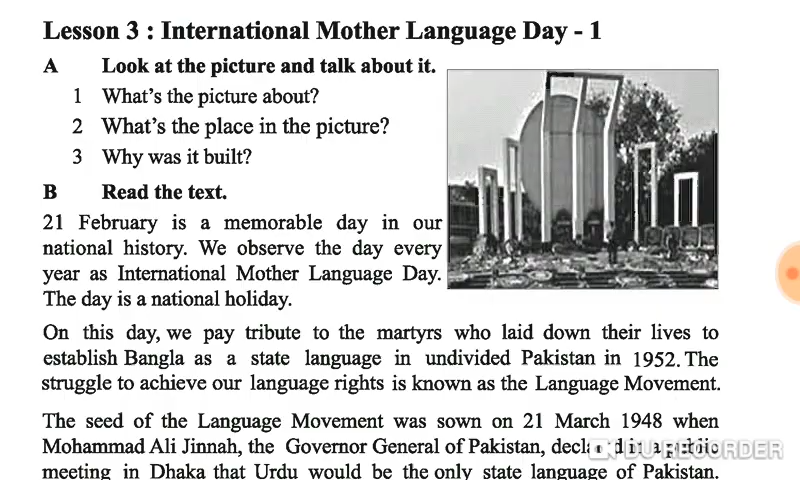 Lesson 3 : International Mother Language Day - 1
A Look at the picture and talk about it.
1 What's the picture about?
2 What's the place in the picture?
3 Why was it built?
B Read the text.
21 February is a memorable day in our
national history. We observe the day every
year as International Mother Language Day.
The day is a national holiday.
On this day, we pay tribute to the martyrs who laid down their lives to
establish Bangla as a state language in undivided Pakistan in 1952. The
struggle to achieve our language rights is known as the Language Movement.
The seed of the Language Movement was sown on 21 March 1948 when
Mohammad Ali Jinnah, the Governor General of Pakistan, declared in a public
meeting in Dhaka that Urdu would be the only state language of Pakistan.
DU RECORDER